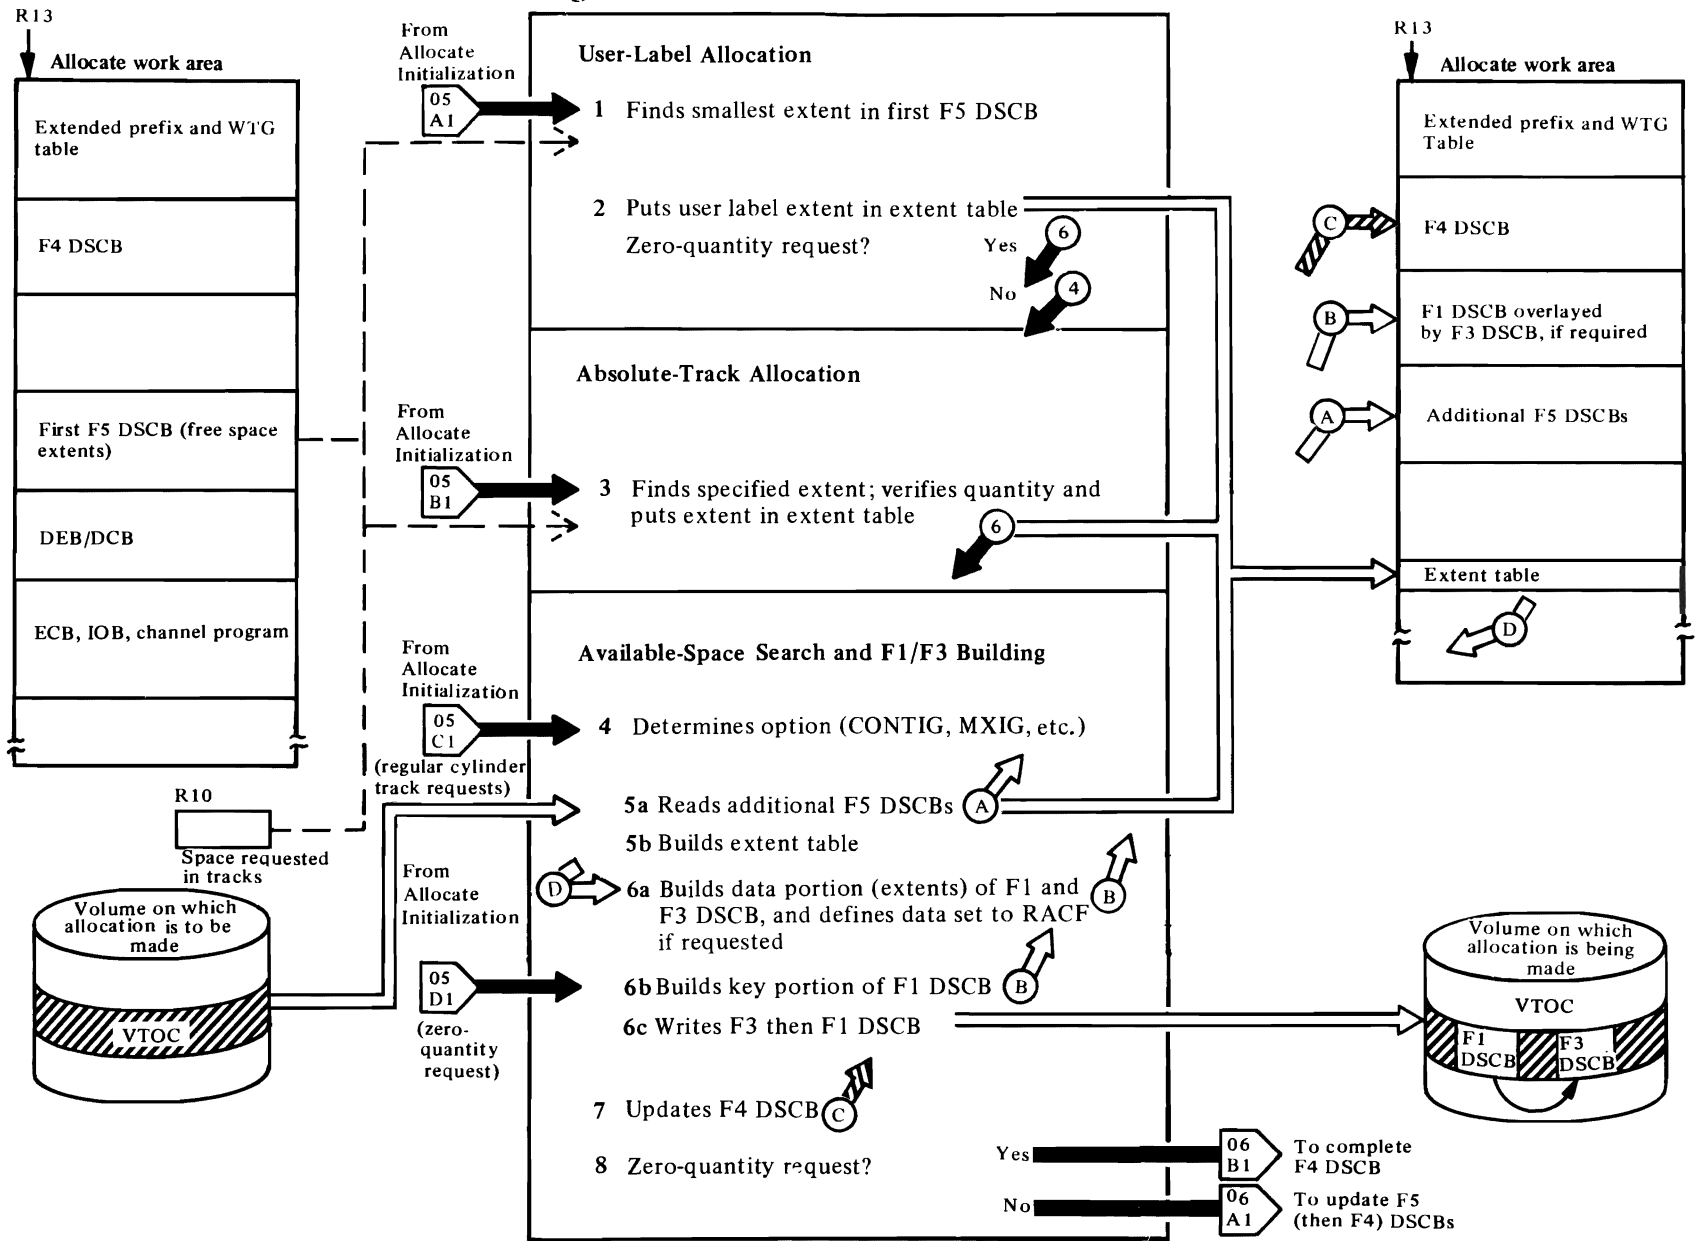 R13
Allocate work area
Extended prefix and WTG
table
F4 DSCB
First F5 DSCB (free space
extents)
DEB/DCB
ECB, IOB, channel program
R10
Space requested
in tracks
Volume on which
allocation is to be
made
VTOC
From
Allocate
Initialization
05
A1
From
Allocate
Initialization
05
B1
From
Allocate
Initialization
05
C1
(regular cylinder
track requests)
From
Allocate
Initialization
05
D1
(zero-
quantity
request)
User-Label Allocation
1 Finds smallest extent in first F5 DSCB
2 Puts user label extent in extent table
Zero-quantity request?
Yes
6
No
4
Absolute-Track Allocation
3 Finds specified extent; verifies quantity and
puts extent in extent table
6
Available-Space Search and F1/F3 Building
4 Determines option (CONTIG, MXIG, etc.)
5a Reads additional F5 DSCBs
A
5b Builds extent table
D
6a Builds data portion (extents) of F1 and
F3 DSCB, and defines data set to RACF
if requested
B
6b Builds key portion of F1 DSCB
B
6c Writes F3 then F1 DSCB
7 Updates F4 DSCB
C
8 Zero-quantity request?
Yes
06
B1
To complete
F4 DSCB
No
06
A1
To update F5
(then F4) DSCBs
R13
Allocate work area
Extended prefix and WTG
Table
C
F4 DSCB
B
F1 DSCB overlayed
by F3 DSCB, if required
A
Additional F5 DSCBs
Extent table
D
Volume on which
allocation is being
made
VTOC
F1
DSCB
F3
DSCB